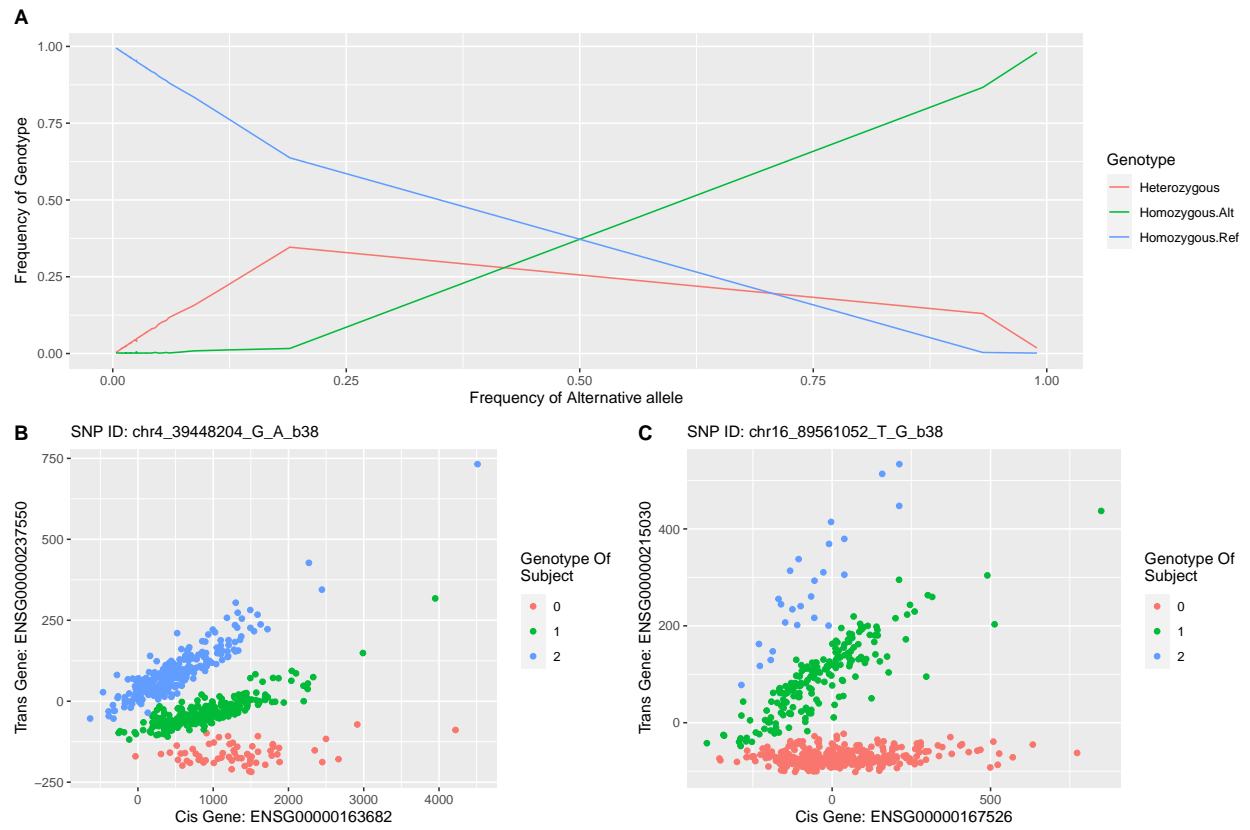 A
1.00
0.75
0.50
0.25
0.00
Frequency of Genotype
0.00 0.25 0.50 0.75 1.00
Frequency of Alternative allele
Genotype
Heterozygous
Homozygous.Alt
Homozygous.Ref
B
SNP ID: chr4_39448204_G_A_b38
750
500
250
0
−250
Trans Gene: ENSG00000237550
0 1000 2000 3000 4000
Cis Gene: ENSG00000163682
Genotype Of
Subject
0
1
2
C
SNP ID: chr16_89561052_T_G_b38
400
200
0
Trans Gene: ENSG00000215030
0 500
Cis Gene: ENSG00000167526
Genotype Of
Subject
0
1
2